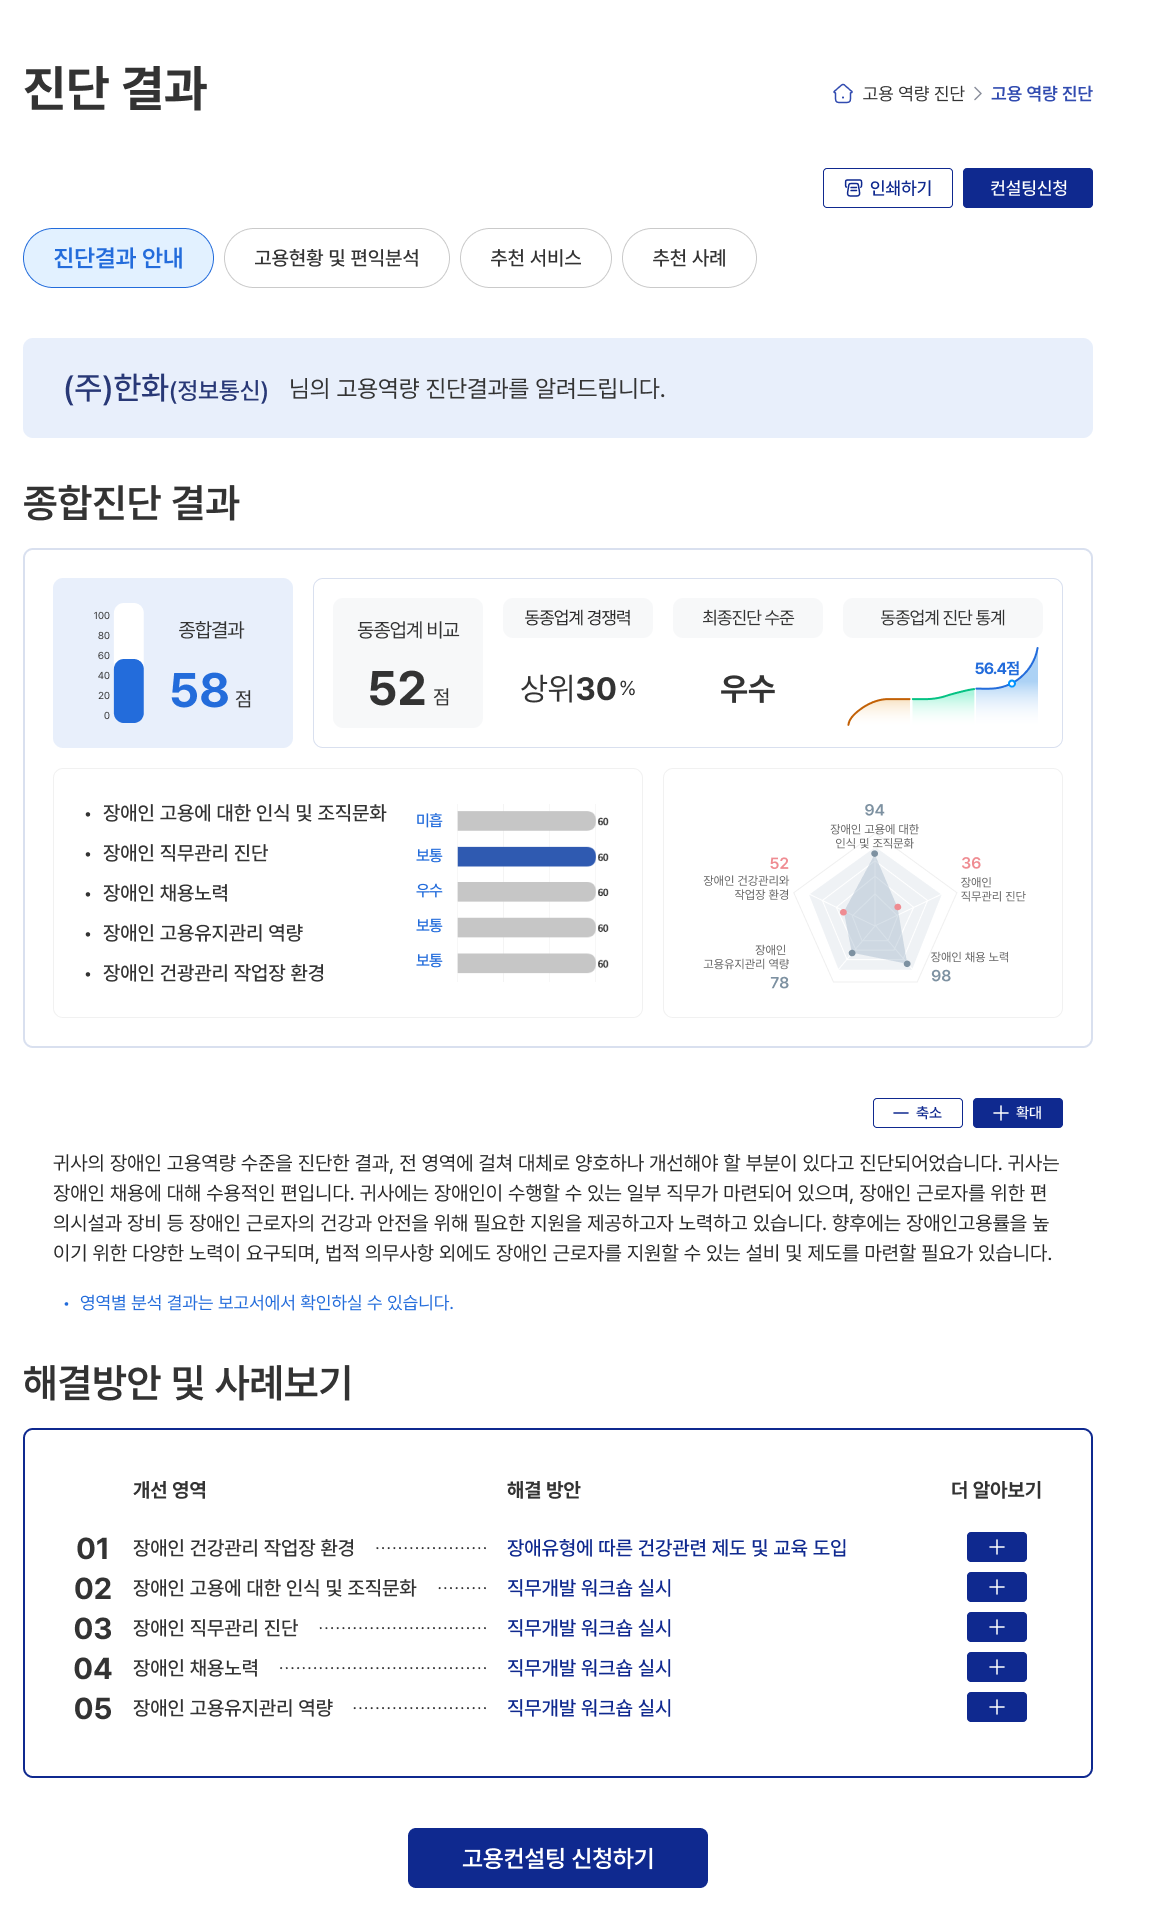 진단 결과
고용 역량 진단 > 고용 역량 진단
인쇄하기
컨설팅신청
진단결과 안내
고용현황 및 편익분석
추천 서비스
추천 사례
(주)한화(정보통신) 님의 고용역량 진단결과를 알려드립니다.
종합진단 결과
100
80
60
40
20
0
종합결과
58 점
동종업계 비교
52 점
동종업계 경쟁력
상위30 %
최종진단 수준
우수
동종업계 진단 통계
56.4점
• 장애인 고용에 대한 인식 및 조직문화
• 장애인 직무관리 진단
• 장애인 채용노력
• 장애인 고용유지관리 역량
• 장애인 건광관리 작업장 환경
미흡 60
보통 60
우수 60
보통 60
보통 60
94
장애인 고용에 대한
인식 및 조직문화
52
장애인 건강관리와
작업장 환경
36
장애인
직무관리 진단
장애인
고용유지관리 역량
78
장애인 채용 노력
98
축소
확대
귀사의 장애인 고용역량 수준을 진단한 결과, 전 영역에 걸쳐 대체로 양호하나 개선해야 할 부분이 있다고 진단되어었습니다. 귀사는
장애인 채용에 대해 수용적인 편입니다. 귀사에는 장애인이 수행할 수 있는 일부 직무가 마련되어 있으며, 장애인 근로자를 위한 편
의시설과 장비 등 장애인 근로자의 건강과 안전을 위해 필요한 지원을 제공하고자 노력하고 있습니다. 향후에는 장애인고용률을 높
이기 위한 다양한 노력이 요구되며, 법적 의무사항 외에도 장애인 근로자를 지원할 수 있는 설비 및 제도를 마련할 필요가 있습니다.
• 영역별 분석 결과는 보고서에서 확인하실 수 있습니다.
해결방안 및 사례보기
개선 영역 해결 방안 더 알아보기
01 장애인 건강관리 작업장 환경 장애유형에 따른 건강관련 제도 및 교육 도입
02 장애인 고용에 대한 인식 및 조직문화 직무개발 워크숍 실시
03 장애인 직무관리 진단 직무개발 워크숍 실시
04 장애인 채용노력 직무개발 워크숍 실시
05 장애인 고용유지관리 역량 직무개발 워크숍 실시
고용컨설팅 신청하기